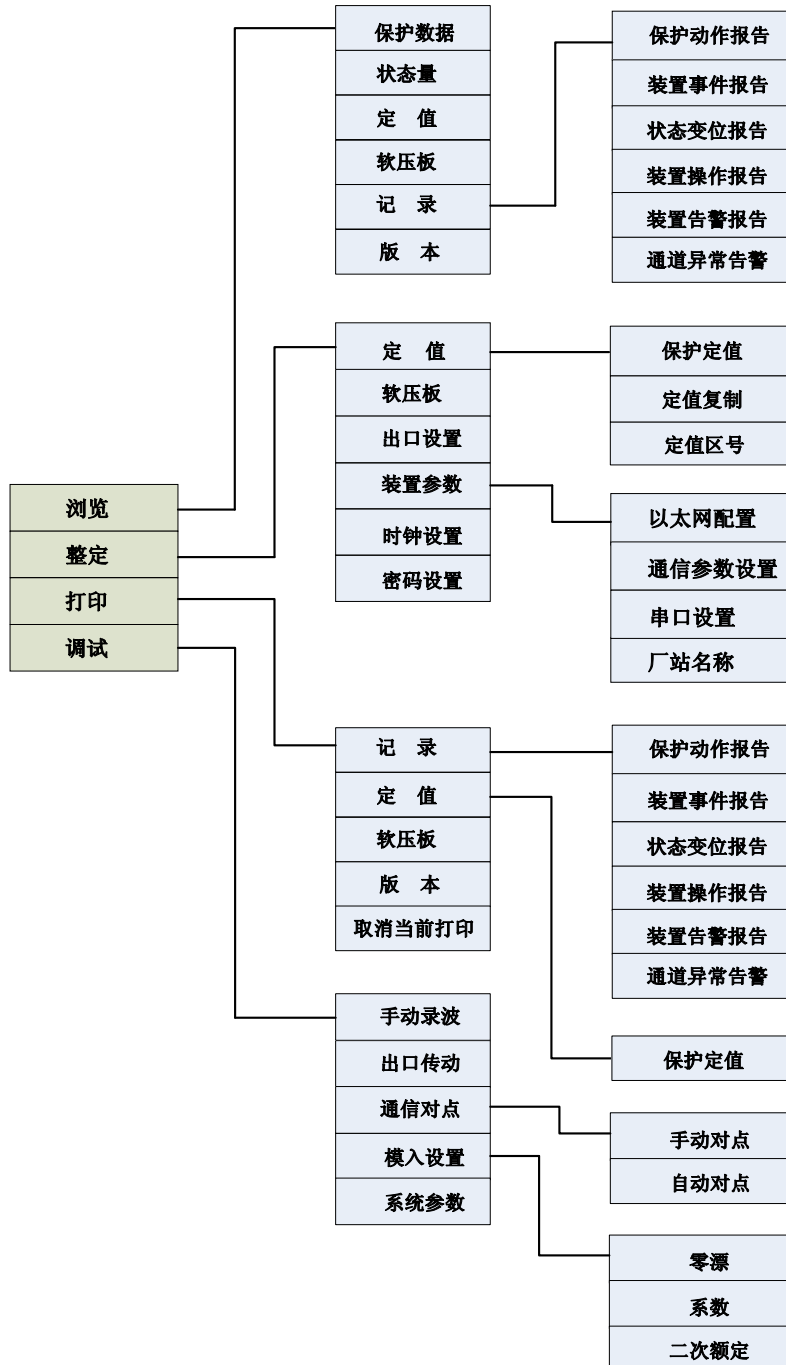 浏览
整定
打印
调试
保护数据
状态量
定 值
软压板
记 录
版 本
保护动作报告
装置事件报告
状态变位报告
装置操作报告
装置告警报告
通道异常告警
定 值
软压板
出口设置
装置参数
时钟设置
密码设置
保护定值
定值复制
定值区号
以太网配置
通信参数设置
串口设置
厂站名称
记 录
定 值
软压板
版 本
取消当前打印
保护动作报告
装置事件报告
状态变位报告
装置操作报告
装置告警报告
通道异常告警
保护定值
手动录波
出口传动
通信对点
模入设置
系统参数
手动对点
自动对点
零漂
系数
二次额定